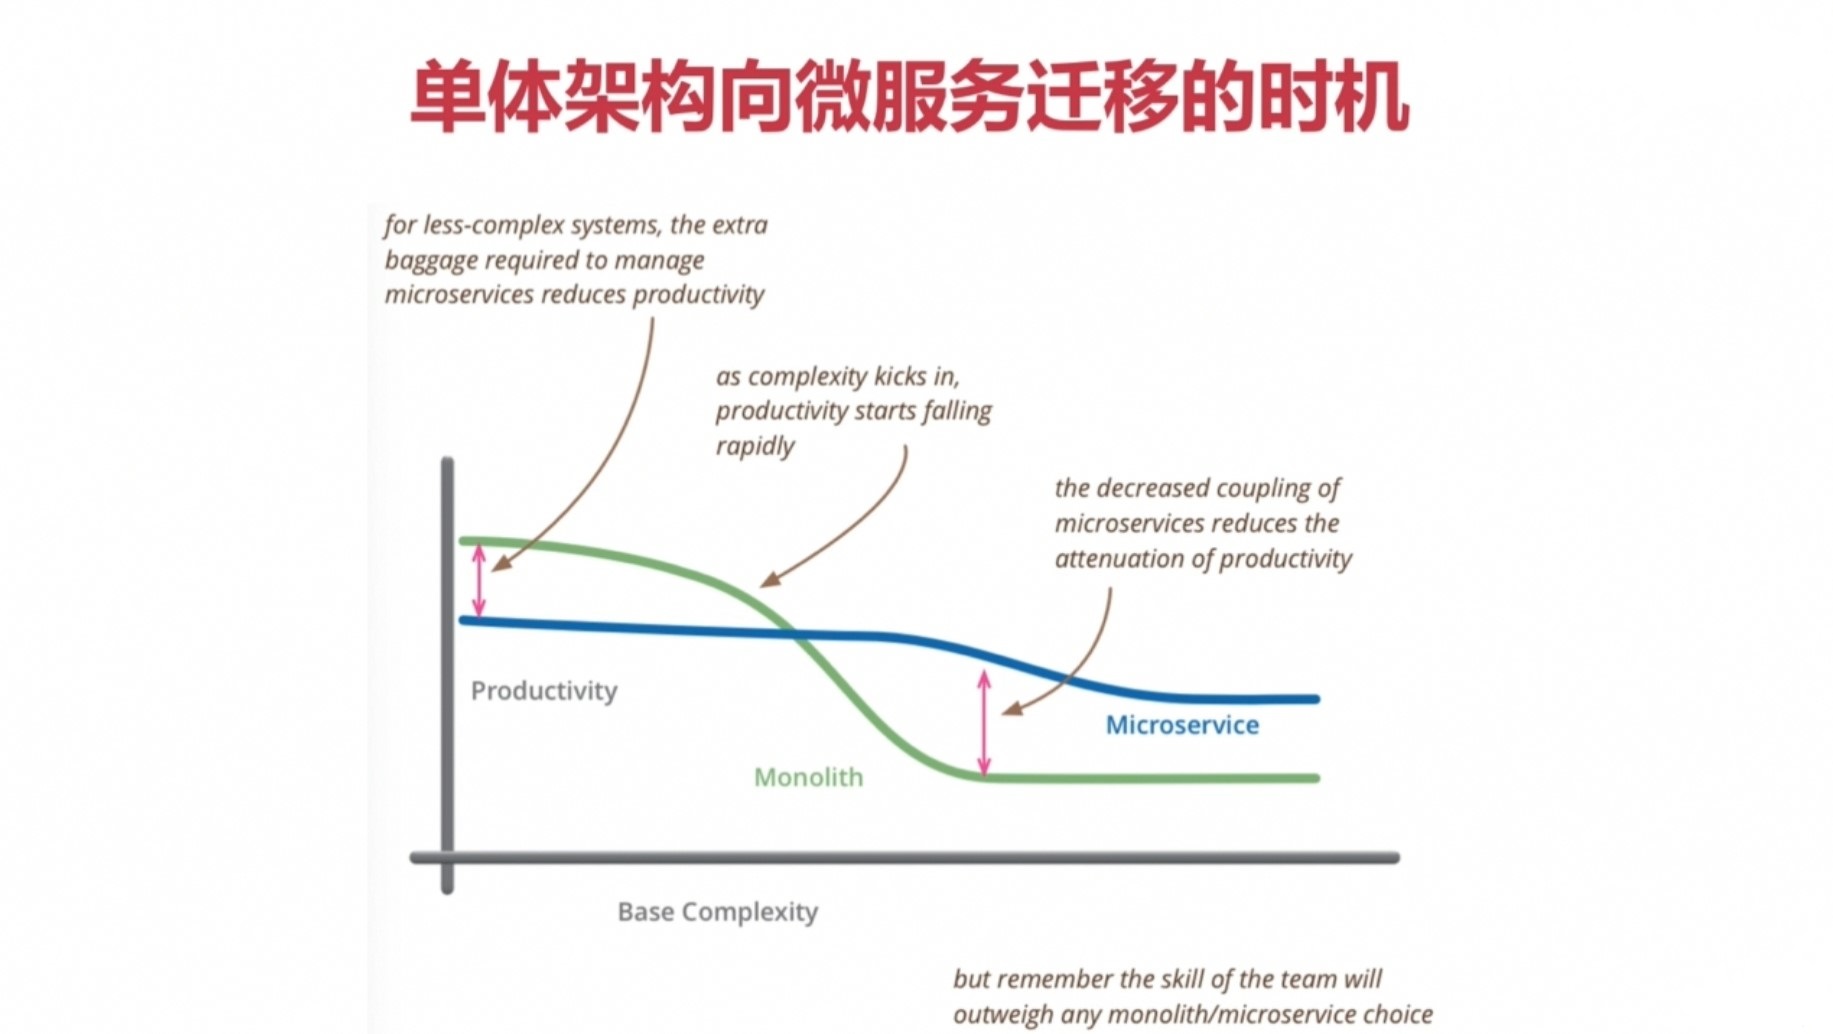 单体架构向微服务迁移的时机
for less-complex systems, the extra
baggage required to manage
microservices reduces productivity
as complexity kicks in,
productivity starts falling
rapidly
the decreased coupling of
microservices reduces the
attenuation of productivity
Productivity
Microservice
Monolith
Base Complexity
but remember the skill of the team will
outweigh any monolith/microservice choice